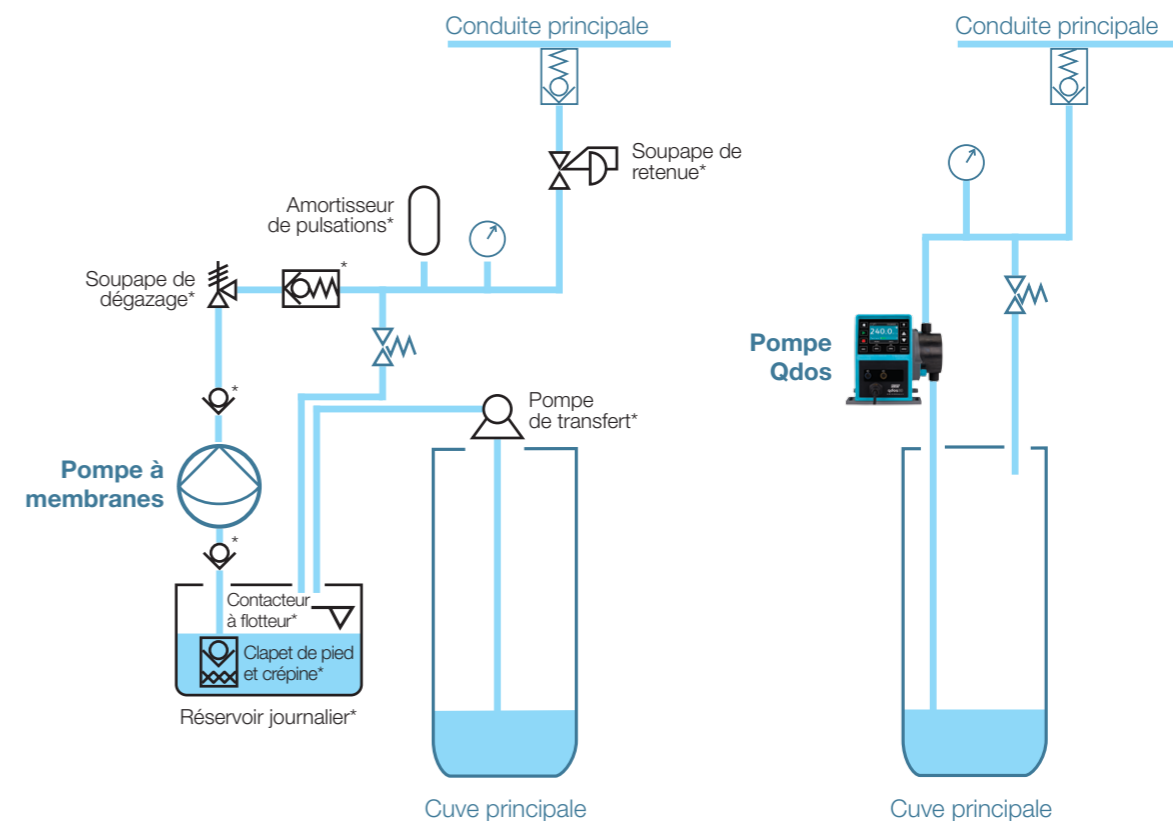 Conduite principale
Soupape de
retenue*
Amortisseur
de pulsations*
*
Soupape de
dégazage*
*
Pompe de transfert*
Pompe à
membranes
*
Contacteur
à flotteur*
Clapet de pied
et crépine*
Réservoir journalier*
Cuve principale
Conduite principale
Pompe
Qdos
240.0
Cuve principale